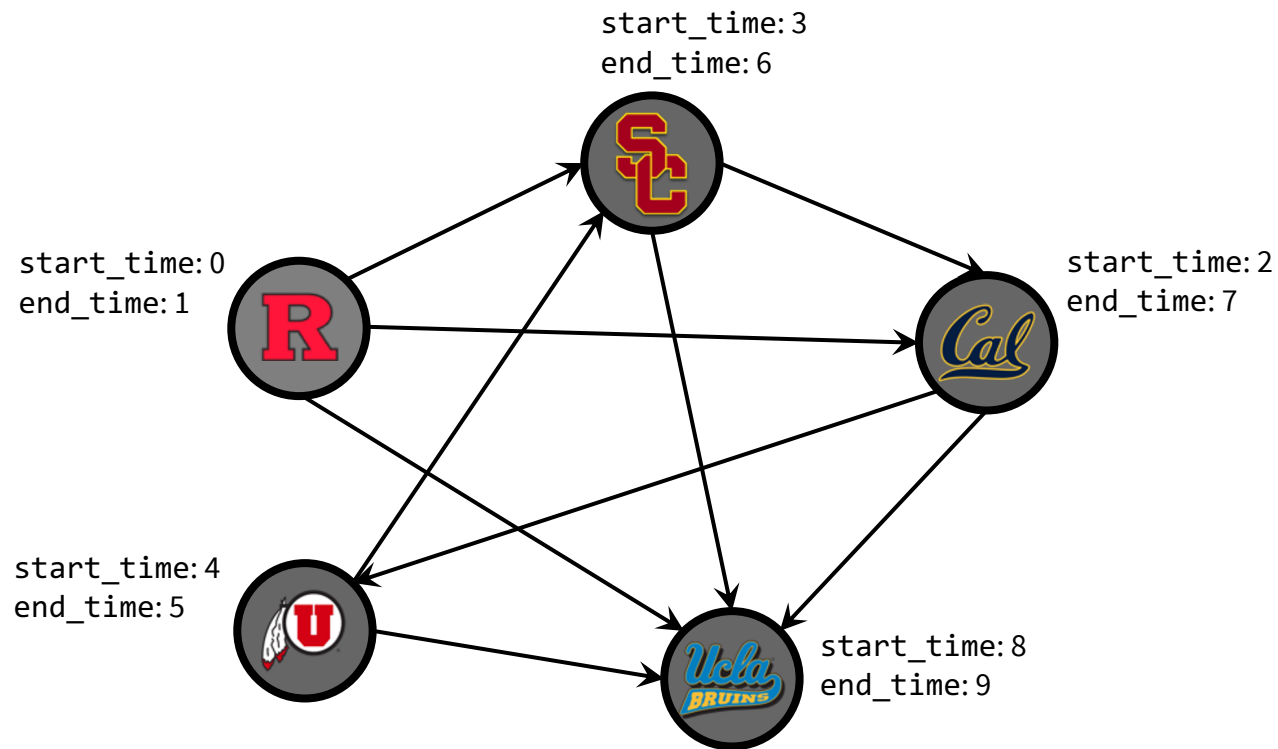 start_time: 3
end_time: 6
SC
start_time: 0
end_time: 1
R
start_time: 2
end_time: 7
Cal
start_time: 4
end_time: 5
U
Ucla
BRUINS
start_time: 8
end_time: 9